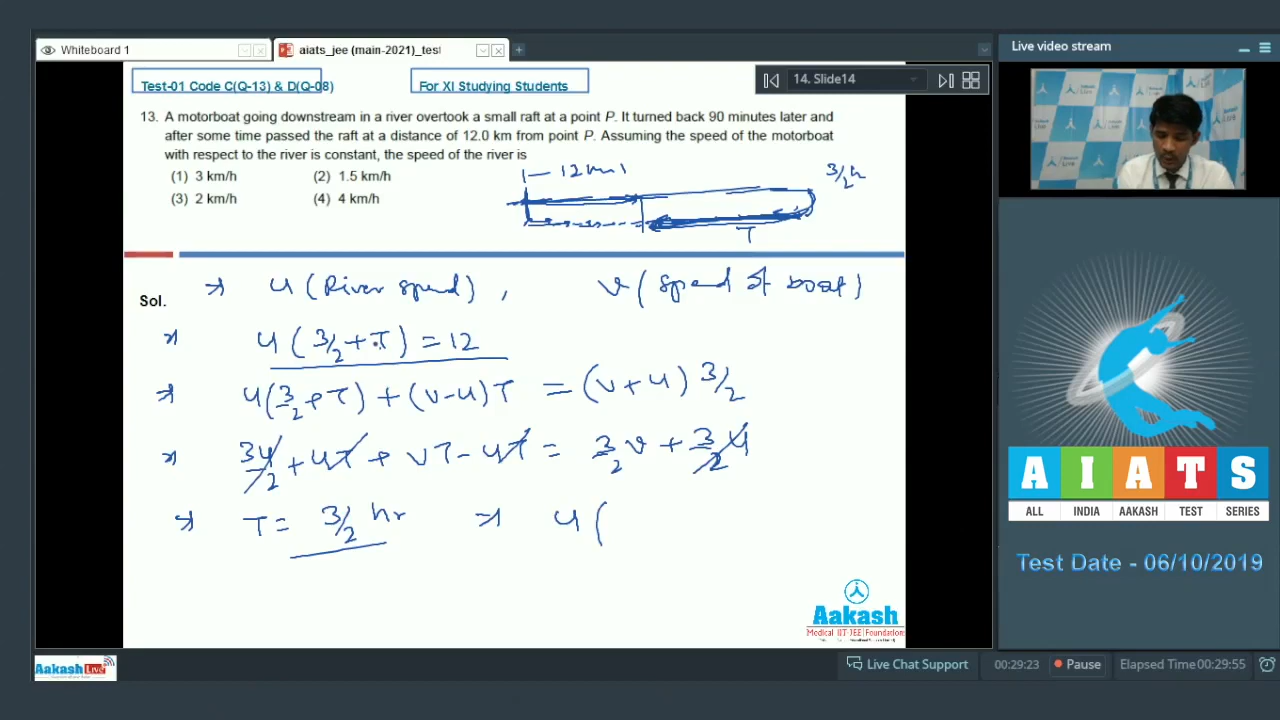 Whiteboard 1
aiats_jee (main-2021)_test
Live video stream
Test-01 Code C(Q-13) & D(Q-08)
For XI Studying Students
14. Slide14
13. A motorboat going downstream in a river overtook a small raft at a point P. It turned back 90 minutes later and
after some time passed the raft at a distance of 12.0 km from point P. Assuming the speed of the motorboat
with respect to the river is constant, the speed of the river is
(1) 3 km/h (2) 1.5 km/h
(3) 2 km/h (4) 4 km/h
12 km
3/2 h
T
Sol.
⇒ u (River speed), v (speed of boat)
⇒ u (3/2 + T) = 12
⇒ u(3/2 + T) + (v-u) T = (v+u) 3/2
⇒ 3u/2 + uT + vT - uT = 3/2 v + 3/2 u
⇒ T = 3/2 hr ⇒ u (
AIATS
ALL INDIA AAKASH TEST SERIES
Test Date - 06/10/2019
Aakash
Medical|IIT-JEE|Foundations
Aakash Live
Live Chat Support
00:29:23
Pause
Elapsed Time 00:29:55